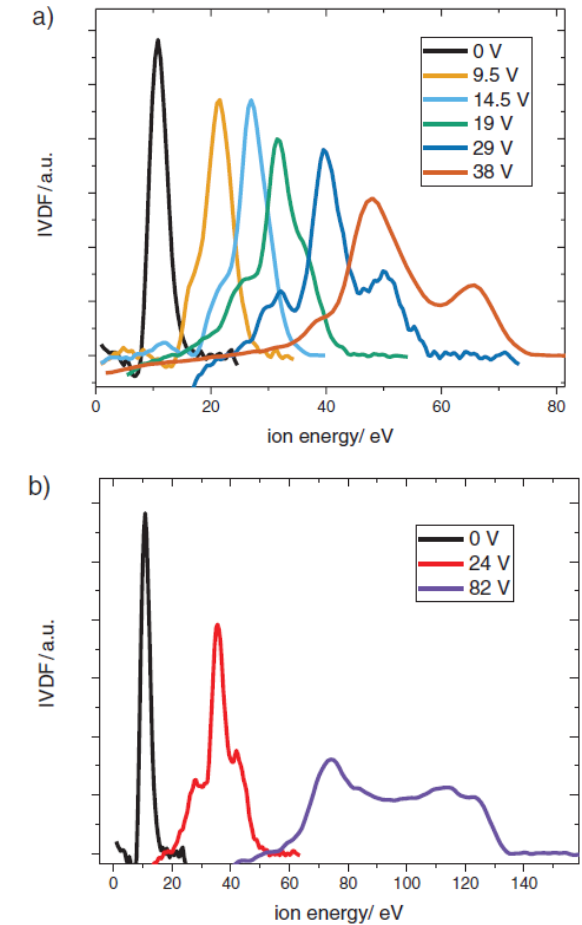 a)
IVDF / a.u.
0 V
9.5 V
14.5 V
19 V
29 V
38 V
0 20 40 60 80
ion energy/ eV
b)
IVDF / a.u.
0 V
24 V
82 V
0 20 40 60 80 100 120 140
ion energy/ eV